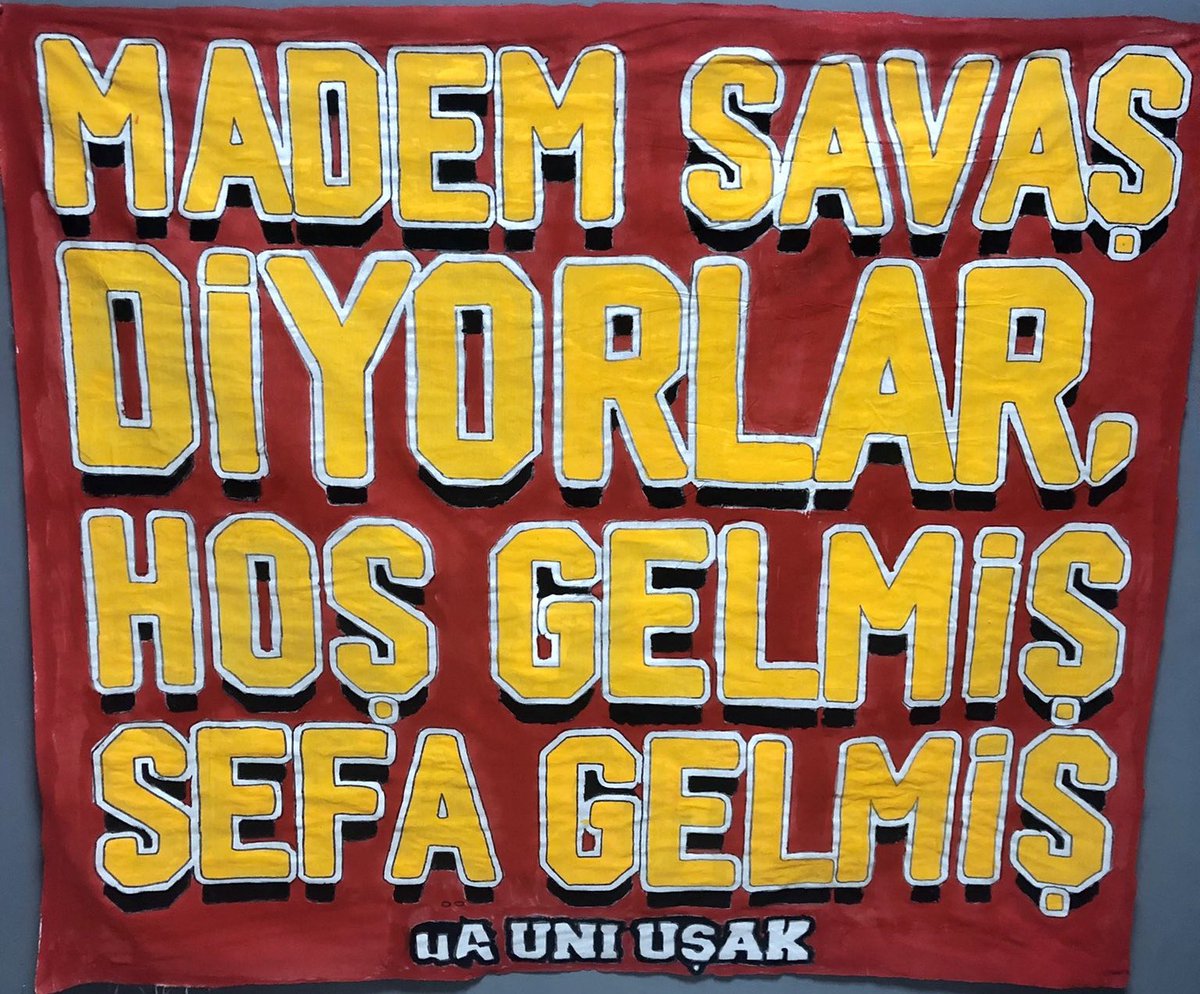 MADEM SAVAŞ
DİYORLAR,
HOŞ GELMİŞ
SEFA GELMİŞ
uA UNI UŞAK